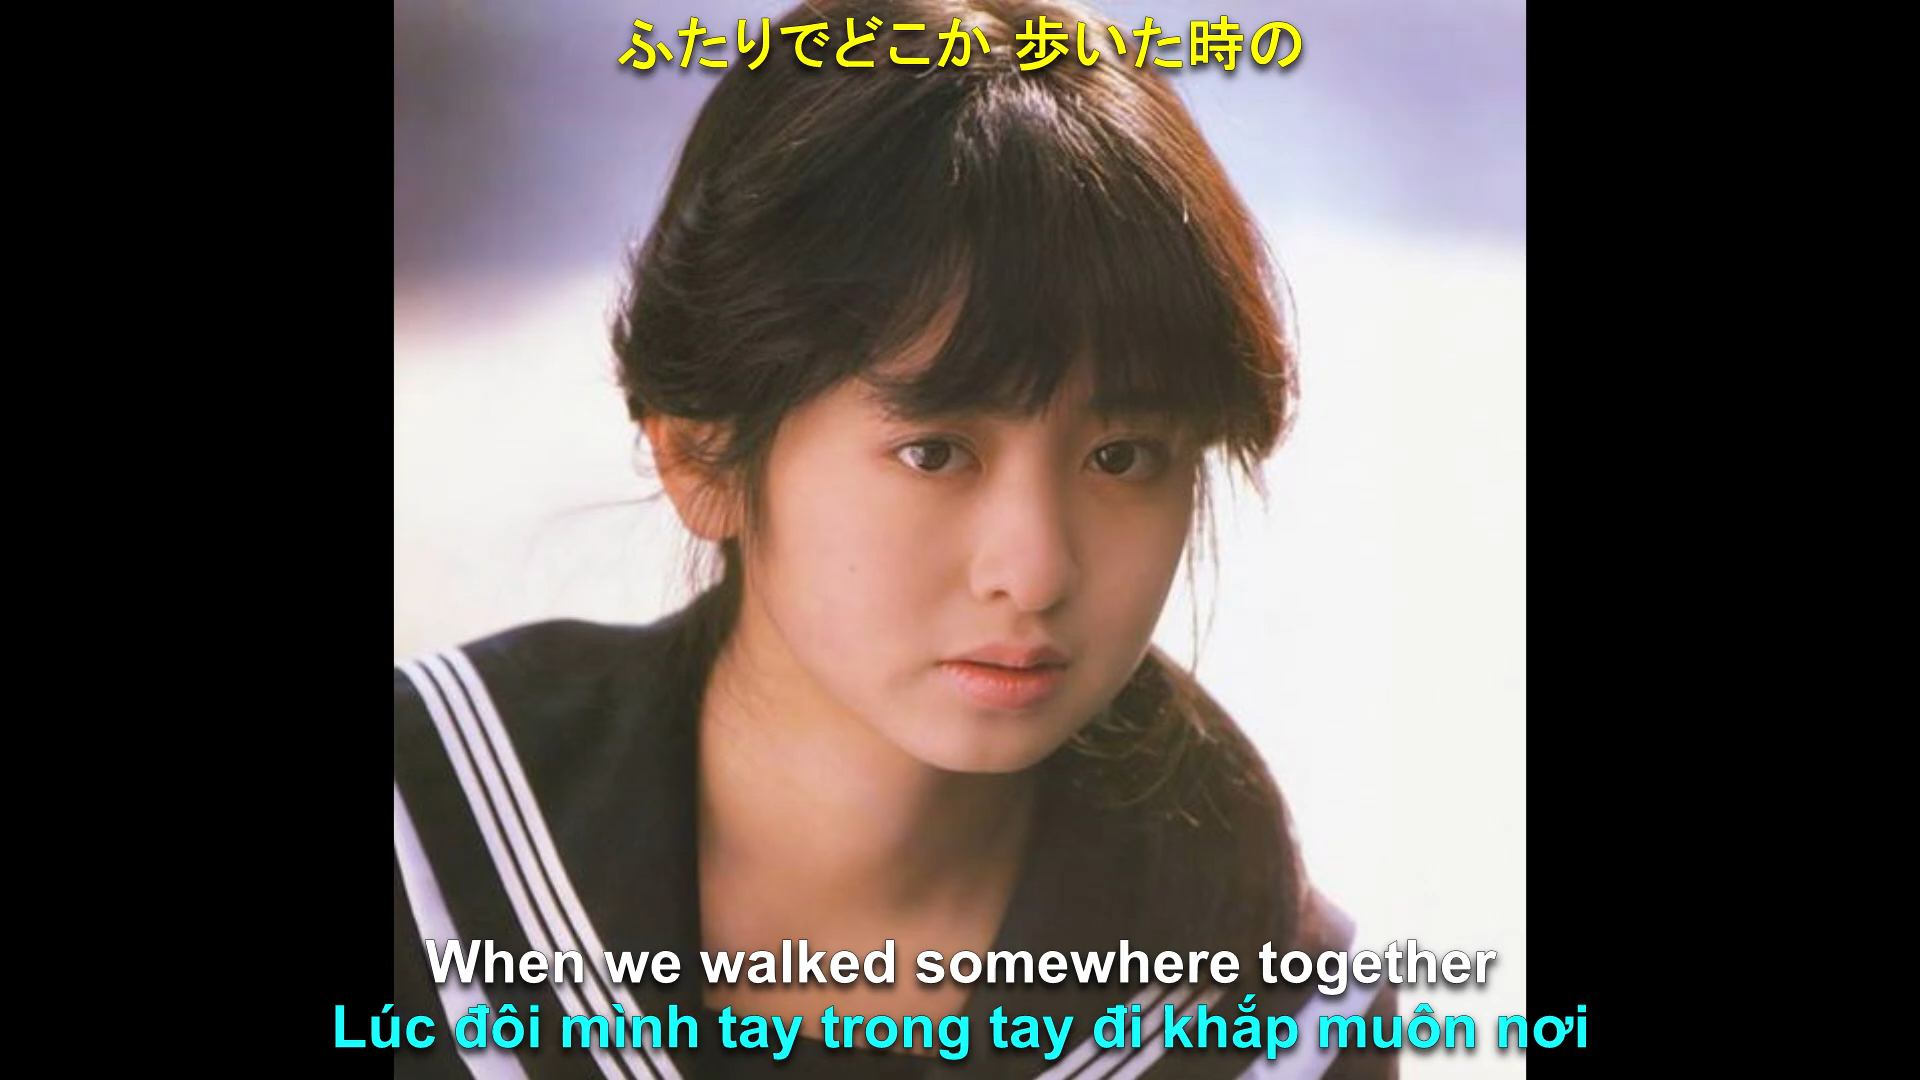 ふたりでどこか 歩いた時の
When we walked somewhere together
Lúc đôi mình tay trong tay đi khắp muôn nơi